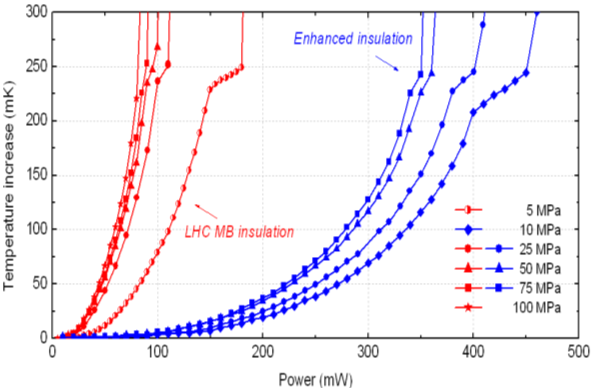 300
250
200
150
100
50
0
Temperature increase (mK)
Enhanced insulation
LHC MB insulation
5 MPa
10 MPa
25 MPa
50 MPa
75 MPa
100 MPa
0 100 200 300 400 500
Power (mW)